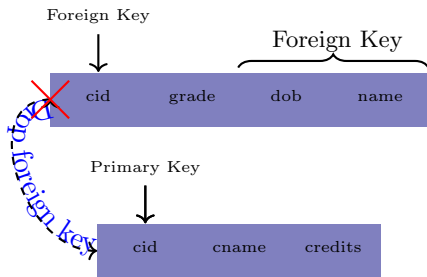 Foreign Key
Foreign Key
cid grade dob name
Drop foreign key
Primary Key
cid cname credits